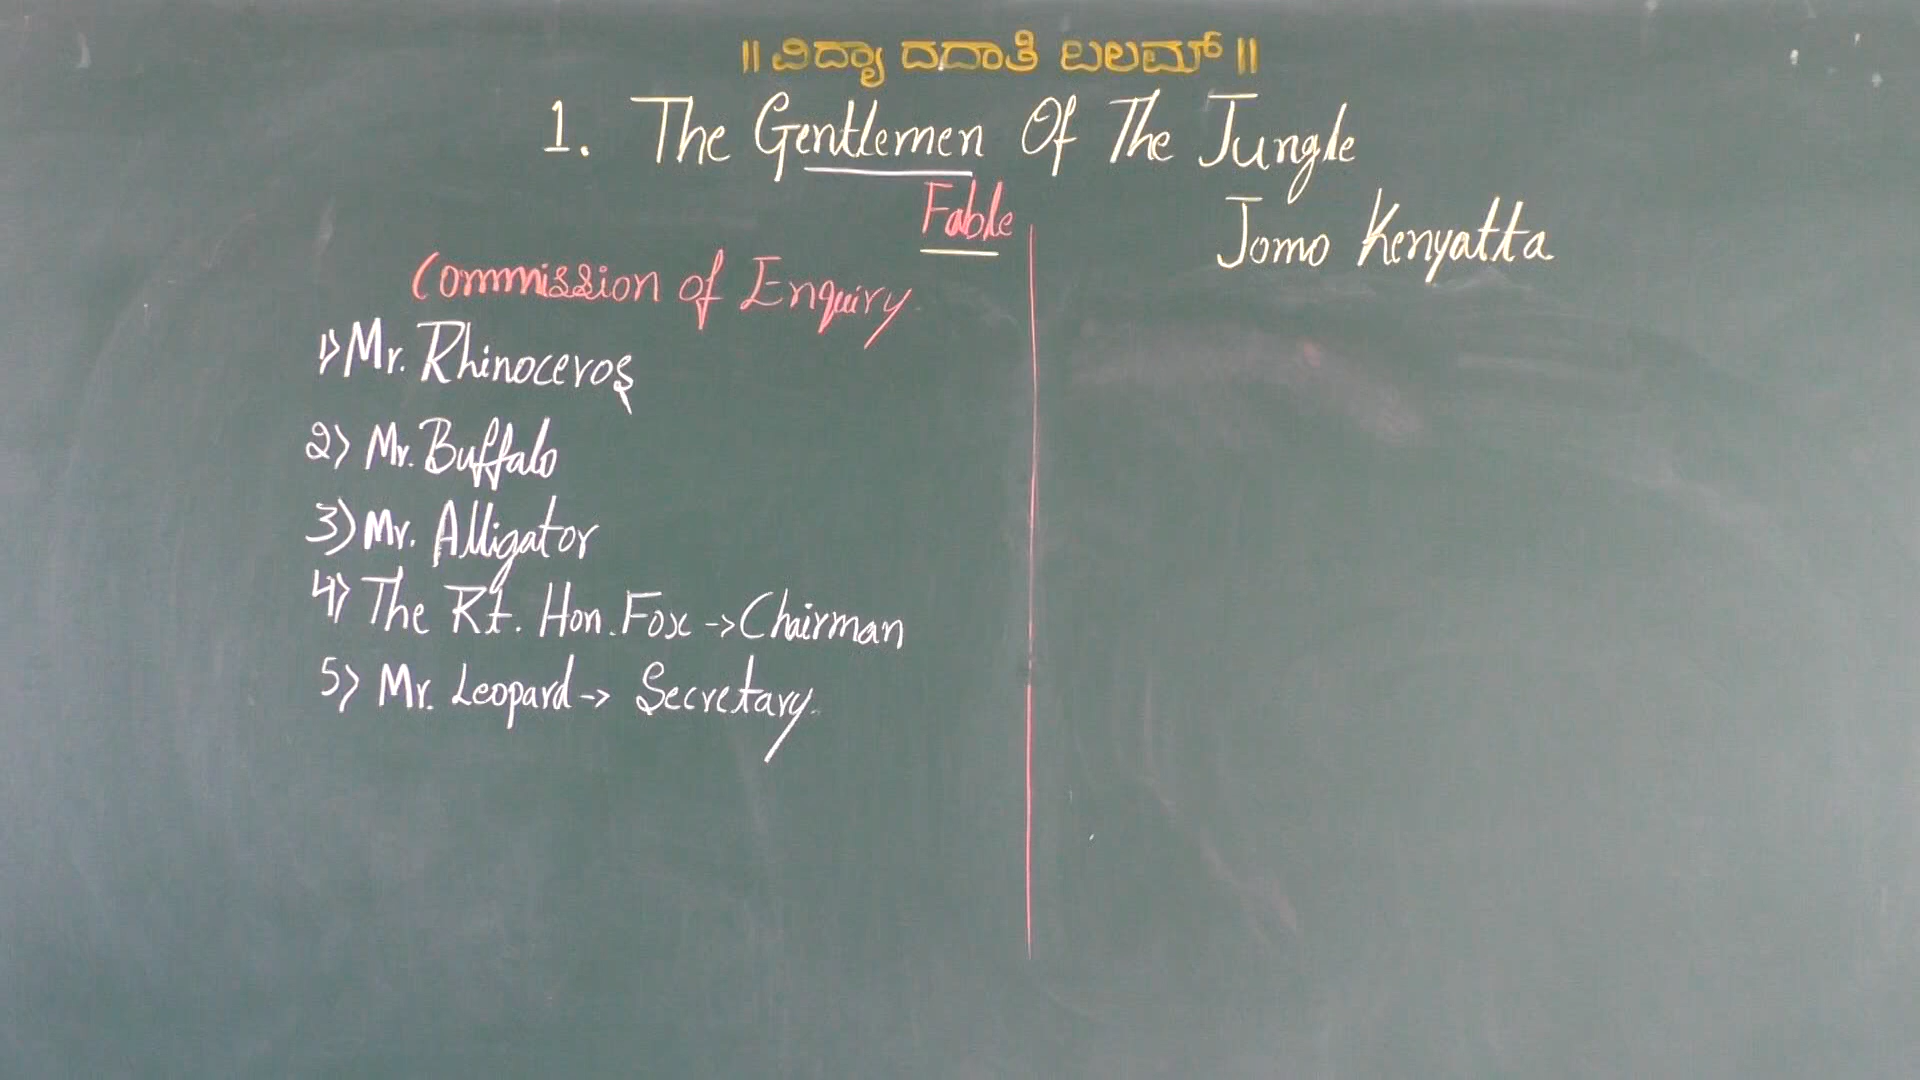 || ವಿದ್ಯಾ ದದಾತಿ ಬಲಮ್ ||
1. The Gentlemen Of The Jungle
Fable
Jomo Kenyatta
Commission of Enquiry
1) Mr. Rhinoceros
2) Mr. Buffalo
3) Mr. Alligator
4) The Rt. Hon. Fox -> Chairman
5) Mr. Leopard -> Secretary.